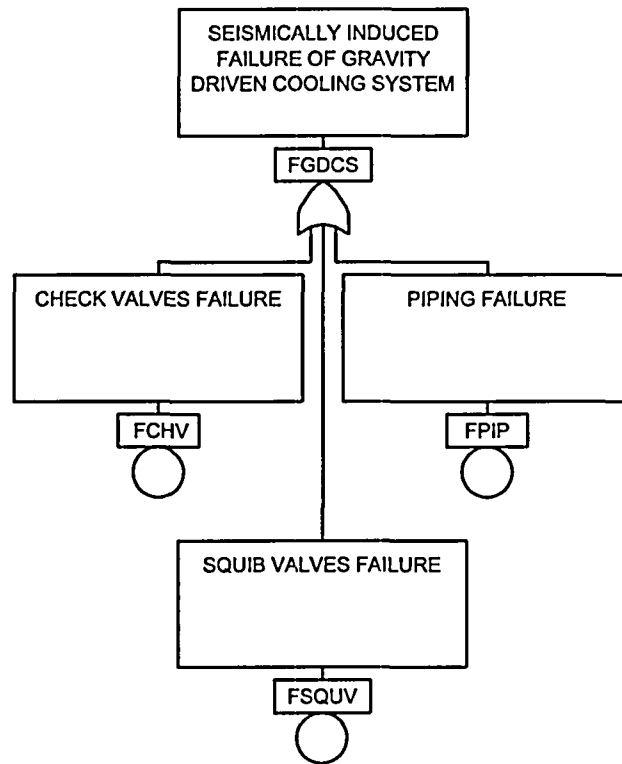 SEISMICALLY INDUCED
FAILURE OF GRAVITY
DRIVEN COOLING SYSTEM
FGDCS
CHECK VALVES FAILURE
PIPING FAILURE
FCHV
FPIP
SQUIB VALVES FAILURE
FSQUV